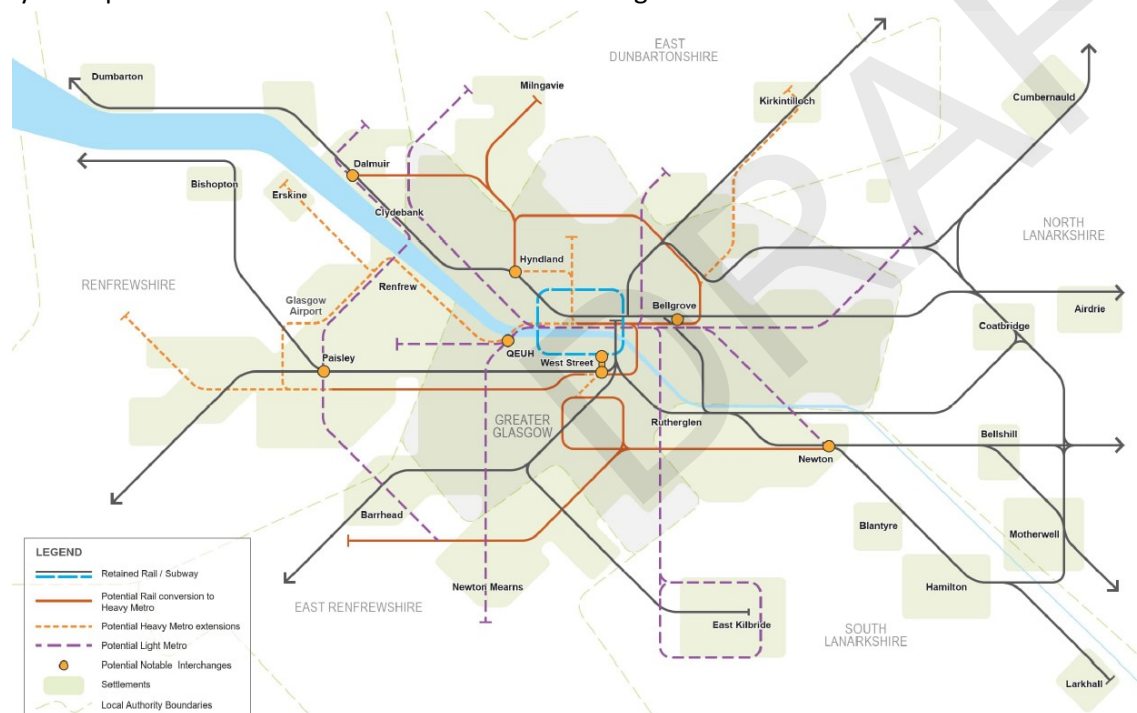 EAST
DUNBARTONSHIRE
Dumbarton
Milngavie
Kirkintilloch
Cumbernauld
Dalmuir
Bishopton
Erskine
Clydebank
NORTH
LANARKSHIRE
RENFREWSHIRE
Hyndland
Renfrew
Glasgow
Airport
Bellgrove
Airdrie
Coatbridge
QEUH
West Street
Paisley
GREATER
GLASGOW
Rutherglen
Bellshill
Newton
Barrhead
Blantyre
Motherwell
Hamilton
Newton Mearns
EAST RENFREWSHIRE
East Kilbride
SOUTH
LANARKSHIRE
Larkhall
LEGEND
Retained Rail / Subway
Potential Rail conversion to
Heavy Metro
Potential Heavy Metro extensions
Potential Light Metro
Potential Notable Interchanges
Settlements
Local Authority Boundaries